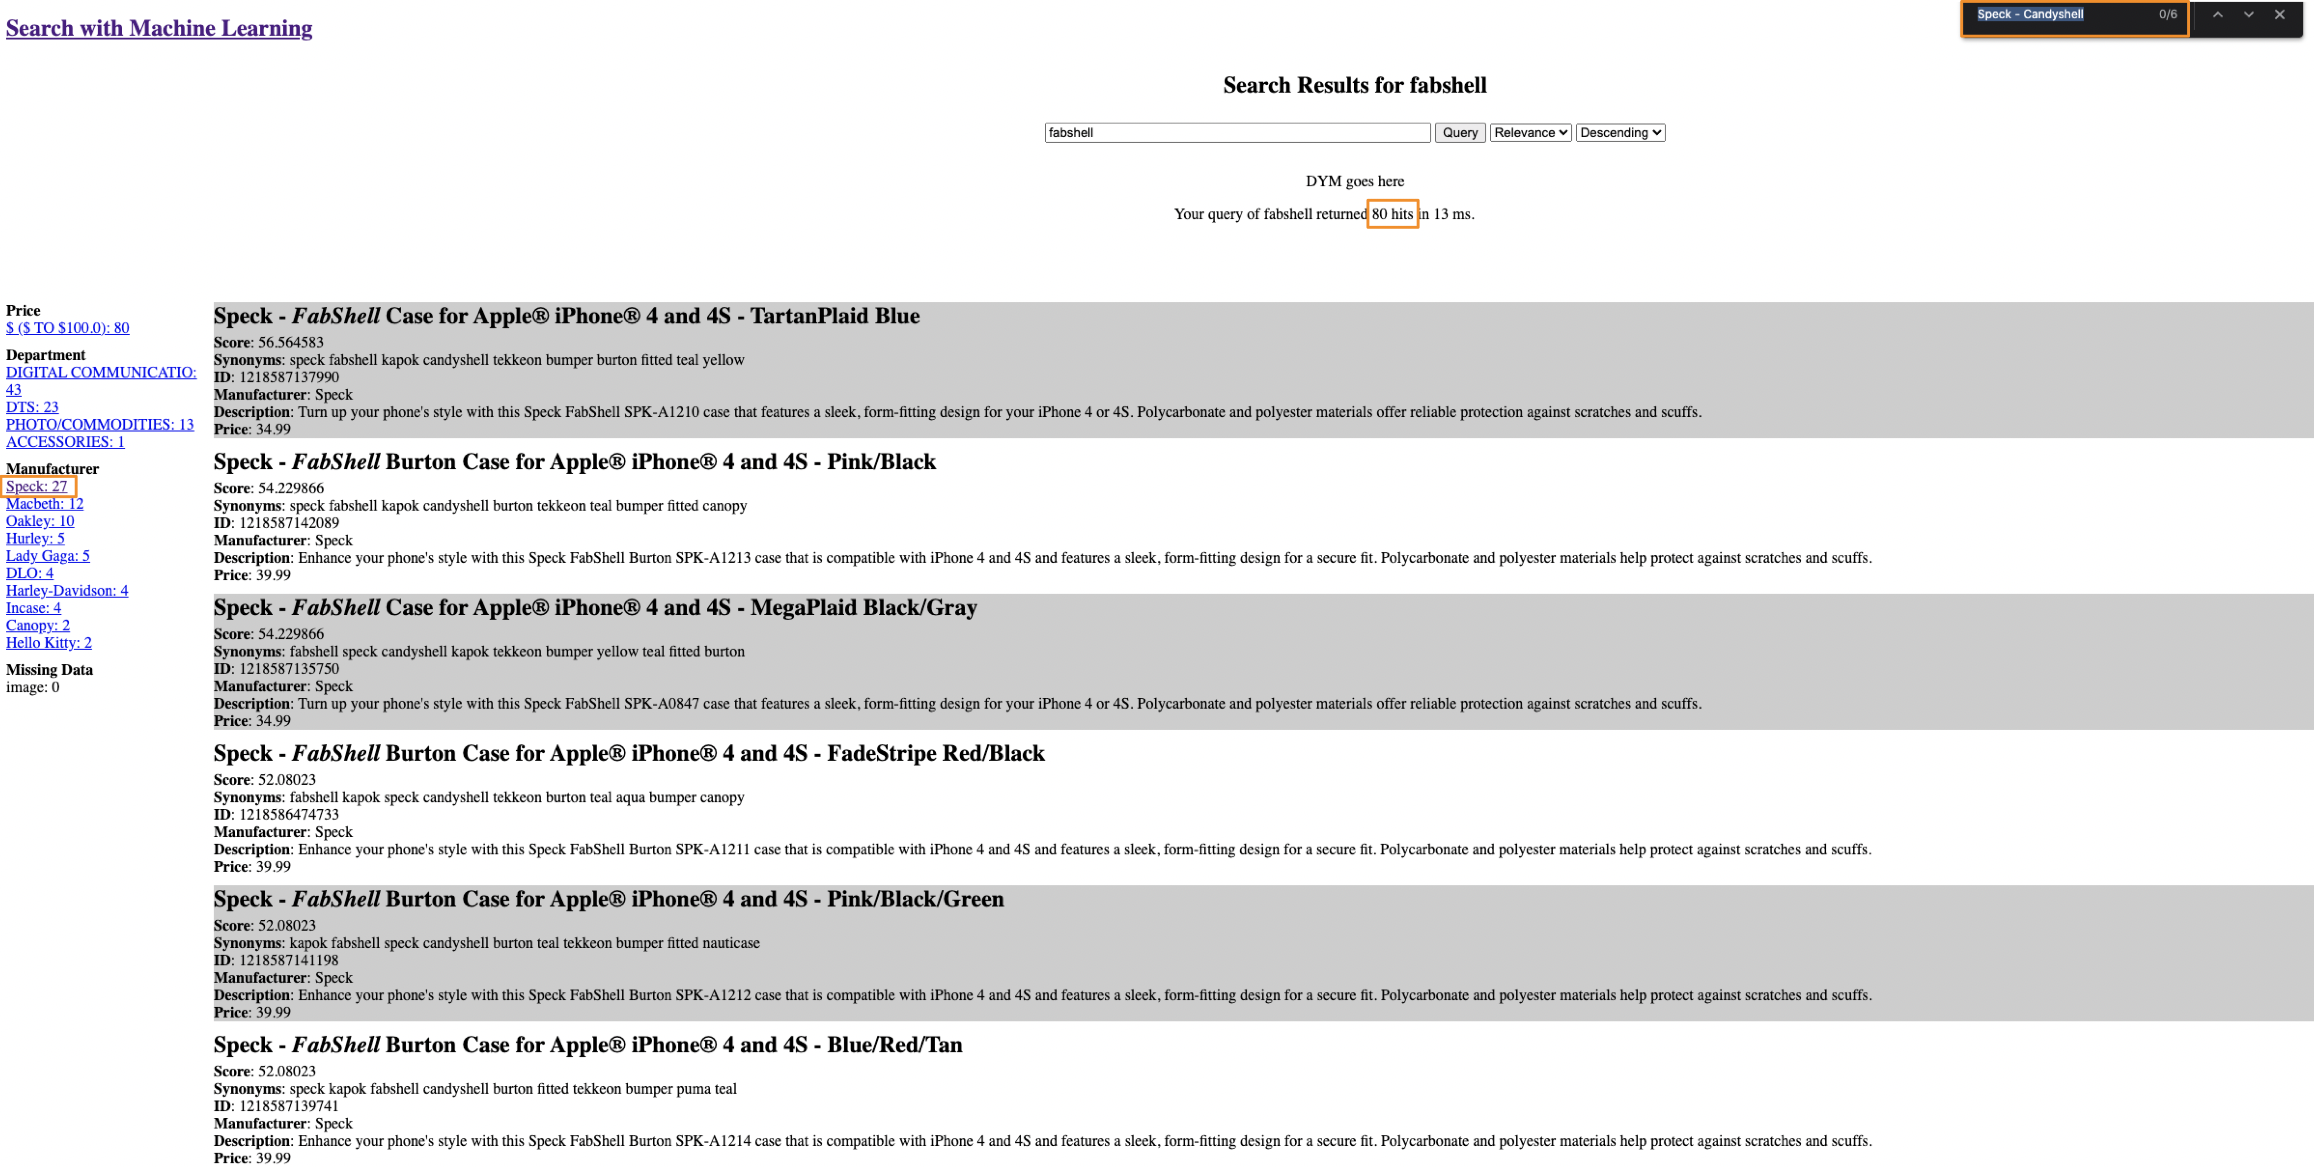 Search with Machine Learning
Speck - Candyshell 0/6
Search Results for fabshell
fabshell Query Relevance Descending
DYM goes here
Your query of fabshell returned 80 hits in 13 ms.
Price
$ ($ TO $100.0): 80
Department
DIGITAL COMMUNICATIO:
43
DTS: 23
PHOTO/COMMODITIES: 13
ACCESSORIES: 1
Manufacturer
Speck: 27
Macbeth: 12
Oakley: 10
Hurley: 5
Lady Gaga: 5
DLO: 4
Harley-Davidson: 4
Incase: 4
Canopy: 2
Hello Kitty: 2
Missing Data
image: 0
Speck - FabShell Case for Apple® iPhone® 4 and 4S - TartanPlaid Blue
Score: 56.564583
Synonyms: speck fabshell kapok candyshell tekkeon bumper burton fitted teal yellow
ID: 1218587137990
Manufacturer: Speck
Description: Turn up your phone's style with this Speck FabShell SPK-A1210 case that features a sleek, form-fitting design for your iPhone 4 or 4S. Polycarbonate and polyester materials offer reliable protection against scratches and scuffs.
Price: 34.99
Speck - FabShell Burton Case for Apple® iPhone® 4 and 4S - Pink/Black
Score: 54.229866
Synonyms: speck fabshell kapok candyshell burton tekkeon teal bumper fitted canopy
ID: 1218587142089
Manufacturer: Speck
Description: Enhance your phone's style with this Speck FabShell Burton SPK-A1213 case that is compatible with iPhone 4 and 4S and features a sleek, form-fitting design for a secure fit. Polycarbonate and polyester materials help protect against scratches and scuffs.
Price: 39.99
Speck - FabShell Case for Apple® iPhone® 4 and 4S - MegaPlaid Black/Gray
Score: 54.229866
Synonyms: fabshell speck candyshell kapok tekkeon bumper yellow teal fitted burton
ID: 1218587135750
Manufacturer: Speck
Description: Turn up your phone's style with this Speck FabShell SPK-A0847 case that features a sleek, form-fitting design for your iPhone 4 or 4S. Polycarbonate and polyester materials offer reliable protection against scratches and scuffs.
Price: 34.99
Speck - FabShell Burton Case for Apple® iPhone® 4 and 4S - FadeStripe Red/Black
Score: 52.08023
Synonyms: fabshell kapok speck candyshell tekkeon burton teal aqua bumper canopy
ID: 1218586474733
Manufacturer: Speck
Description: Enhance your phone's style with this Speck FabShell Burton SPK-A1211 case that is compatible with iPhone 4 and 4S and features a sleek, form-fitting design for a secure fit. Polycarbonate and polyester materials help protect against scratches and scuffs.
Price: 39.99
Speck - FabShell Burton Case for Apple® iPhone® 4 and 4S - Pink/Black/Green
Score: 52.08023
Synonyms: kapok fabshell speck candyshell burton teal tekkeon bumper fitted nauticase
ID: 1218587141198
Manufacturer: Speck
Description: Enhance your phone's style with this Speck FabShell Burton SPK-A1212 case that is compatible with iPhone 4 and 4S and features a sleek, form-fitting design for a secure fit. Polycarbonate and polyester materials help protect against scratches and scuffs.
Price: 39.99
Speck - FabShell Burton Case for Apple® iPhone® 4 and 4S - Blue/Red/Tan
Score: 52.08023
Synonyms: speck kapok fabshell candyshell burton fitted tekkeon bumper puma teal
ID: 1218587139741
Manufacturer: Speck
Description: Enhance your phone's style with this Speck FabShell Burton SPK-A1214 case that is compatible with iPhone 4 and 4S and features a sleek, form-fitting design for a secure fit. Polycarbonate and polyester materials help protect against scratches and scuffs.
Price: 39.99